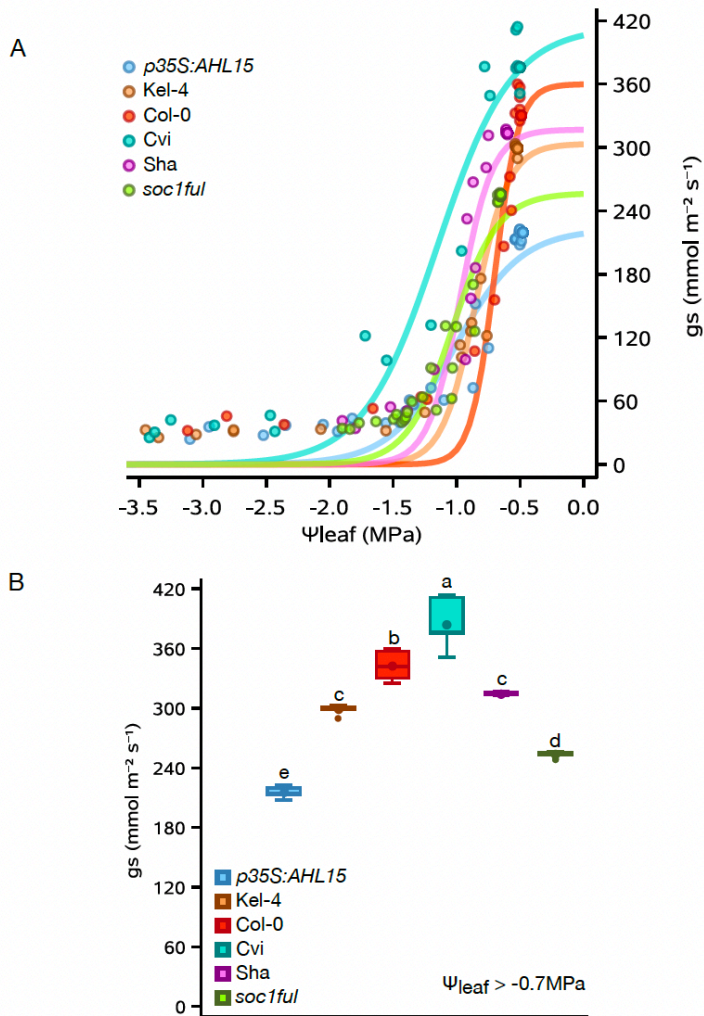 A
p35S:AHL15
Kel-4
Col-0
Cvi
Sha
soc1ful
420
360
300
240
180
120
60
0
gs (mmol m⁻² s⁻¹)
-3.5 -3.0 -2.5 -2.0 -1.5 -1.0 -0.5 0.0
Ψleaf (MPa)
B
420
360
300
240
180
120
60
0
gs (mmol m⁻² s⁻¹)
a
b
c c
d
e
p35S:AHL15
Kel-4
Col-0
Cvi
Sha
soc1ful
Ψleaf > -0.7MPa